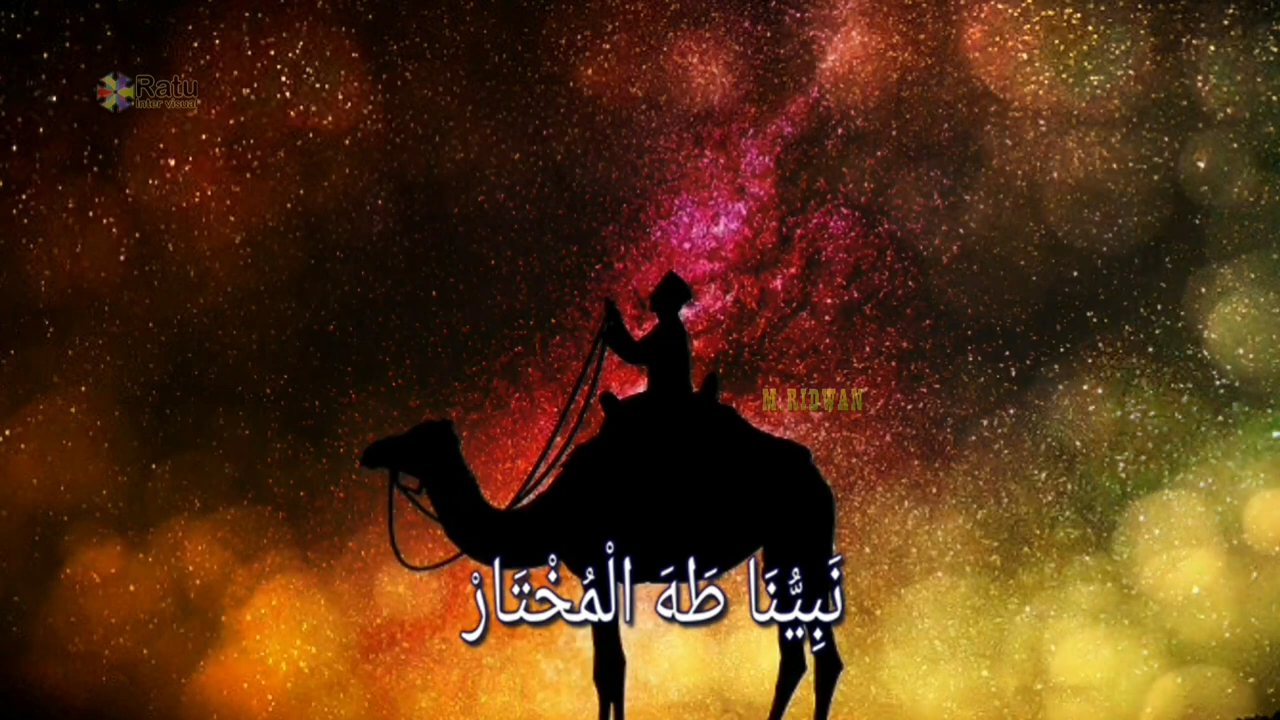 Ratu
Inter visual
M RIDWAN
نَبِيُّنَا طَهَ الْمُخْتَارْ